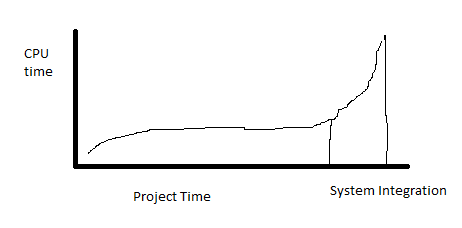 CPU
time
Project Time
System Integration